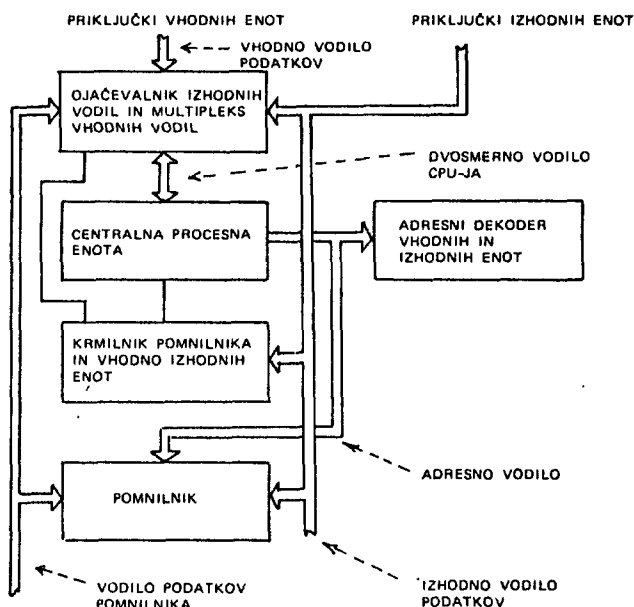 PRIKLJUČKI VHODNIH ENOT
PRIKLJUČKI IZHODNIH ENOT
VHODNO VODILO
PODATKOV
OJAČEVALNIK IZHODNIH
VODIL IN MULTIPLEKS
VHODNIH VODIL
DVOSMERNO VODILO
CPU-JA
CENTRALNA PROCESNA
ENOTA
ADRESNI DEKODER
VHODNIH IN
IZHODNIH ENOT
KRMILNIK POMNILNIKA
IN VHODNO IZHODNIH
ENOT
ADRESNO VODILO
POMNILNIK
VODILO PODATKOV
POMNILNIKA
IZHODNO VODILO
PODATKOV